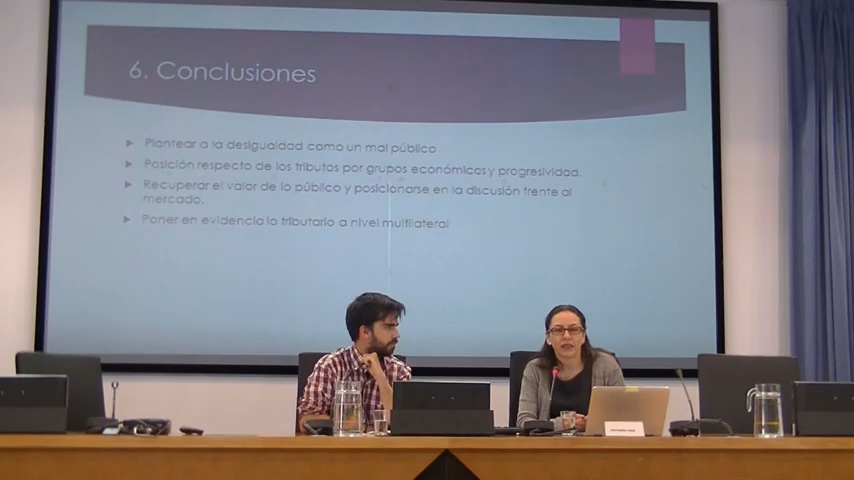 6. Conclusiones
Plantear a la desigualdad como un mal público
Posición respecto de los tributos por grupos económicos y progresividad.
Recuperar el valor de lo público y posicionarse en la discusión frente al
mercado.
Poner en evidencia lo tributario a nivel multilateral